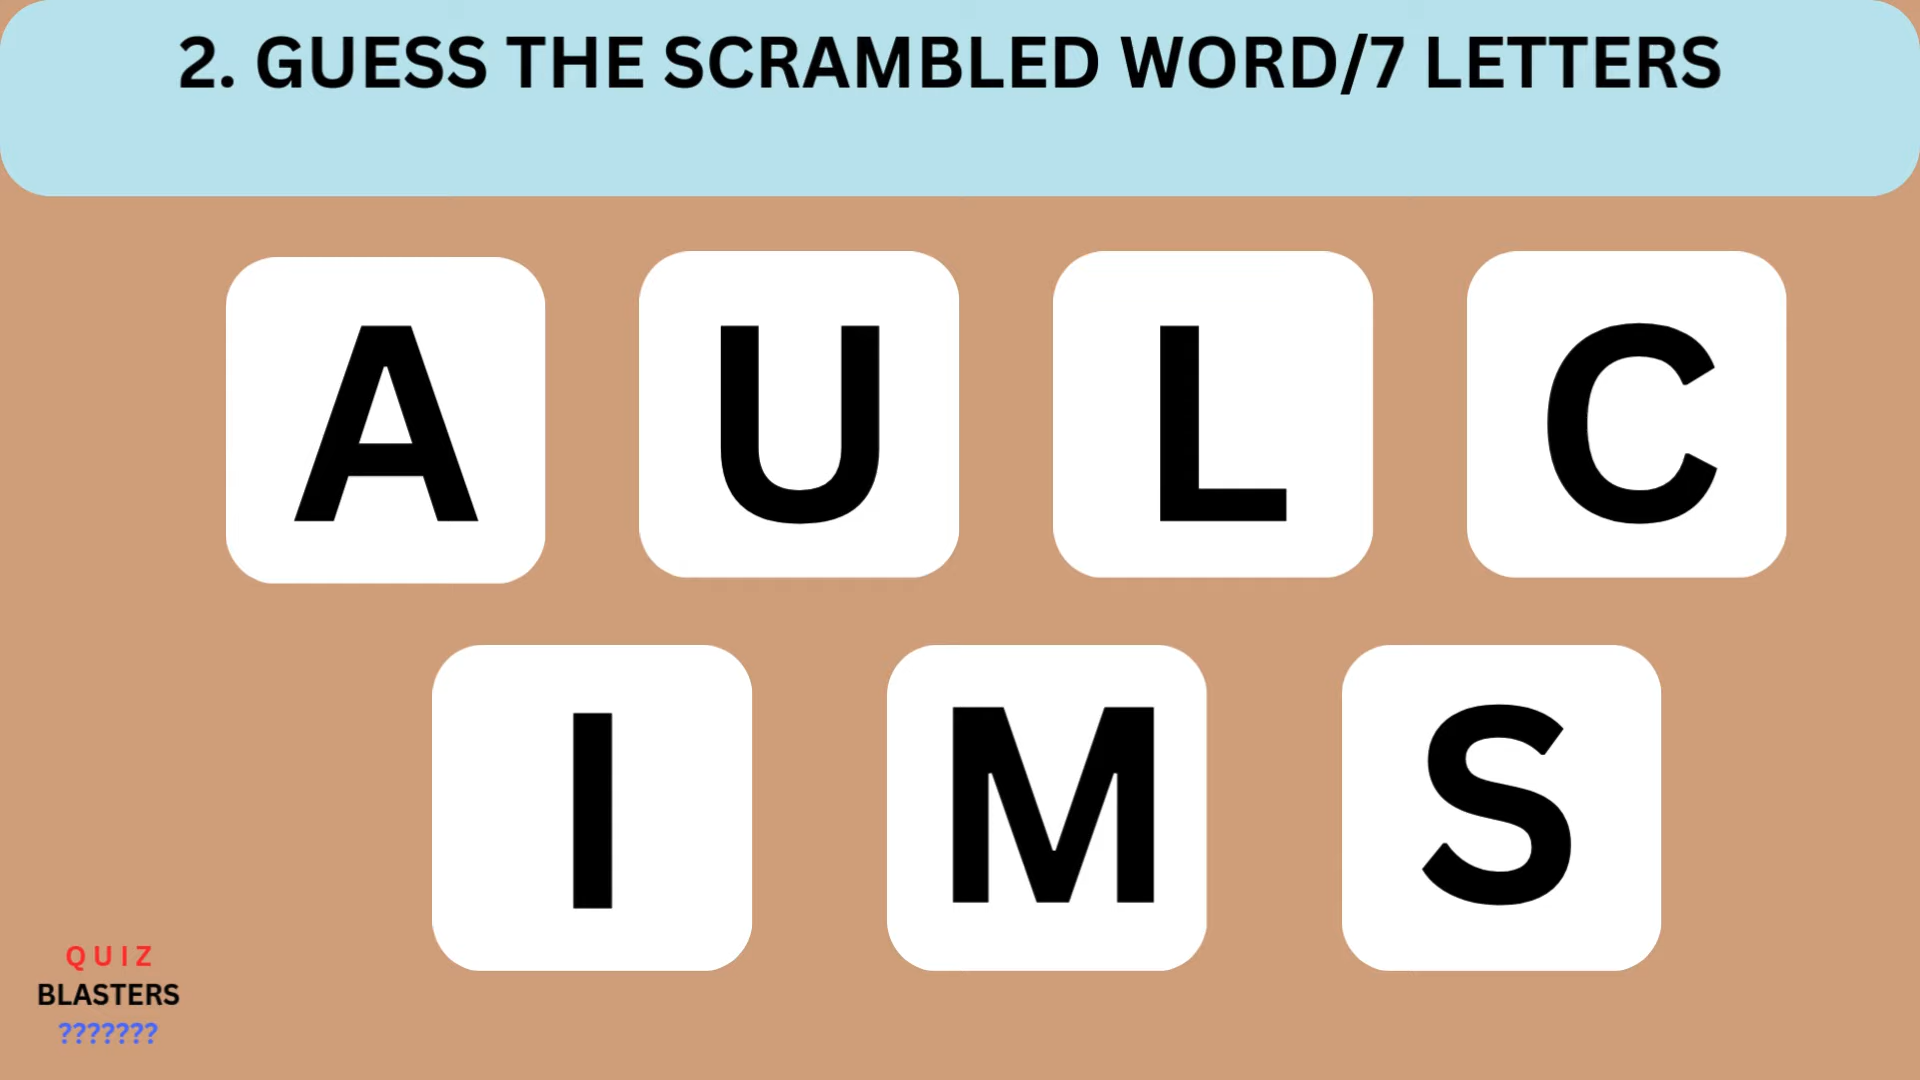 2. GUESS THE SCRAMBLED WORD/7 LETTERS
A U L C
I M S
QUIZ
BLASTERS
???????